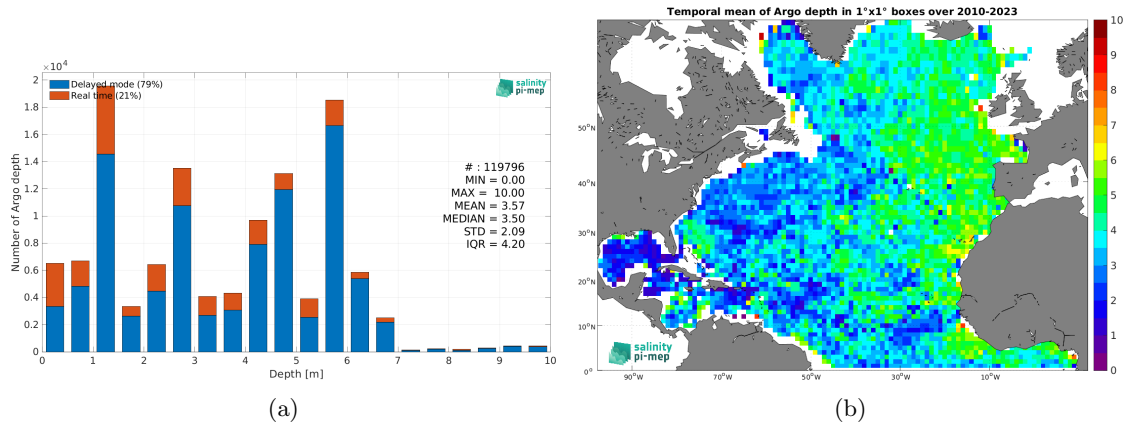 ×10⁴
2
1.8
1.6
1.4
1.2
1
0.8
0.6
0.4
0.2
0
Number of Argo depth
Delayed mode (79%)
Real time (21%)
salinity
pi-mep
# : 119796
MIN = 0.00
MAX = 10.00
MEAN = 3.57
MEDIAN = 3.50
STD = 2.09
IQR = 4.20
0 1 2 3 4 5 6 7 8 9 10
Depth [m]
(a)
Temporal mean of Argo depth in 1°x1° boxes over 2010-2023
50°N
40°N
30°N
20°N
10°N
0°
90°W 70°W 50°W 30°W 10°W
salinity
pi-mep
10
9
8
7
6
5
4
3
2
1
0
(b)